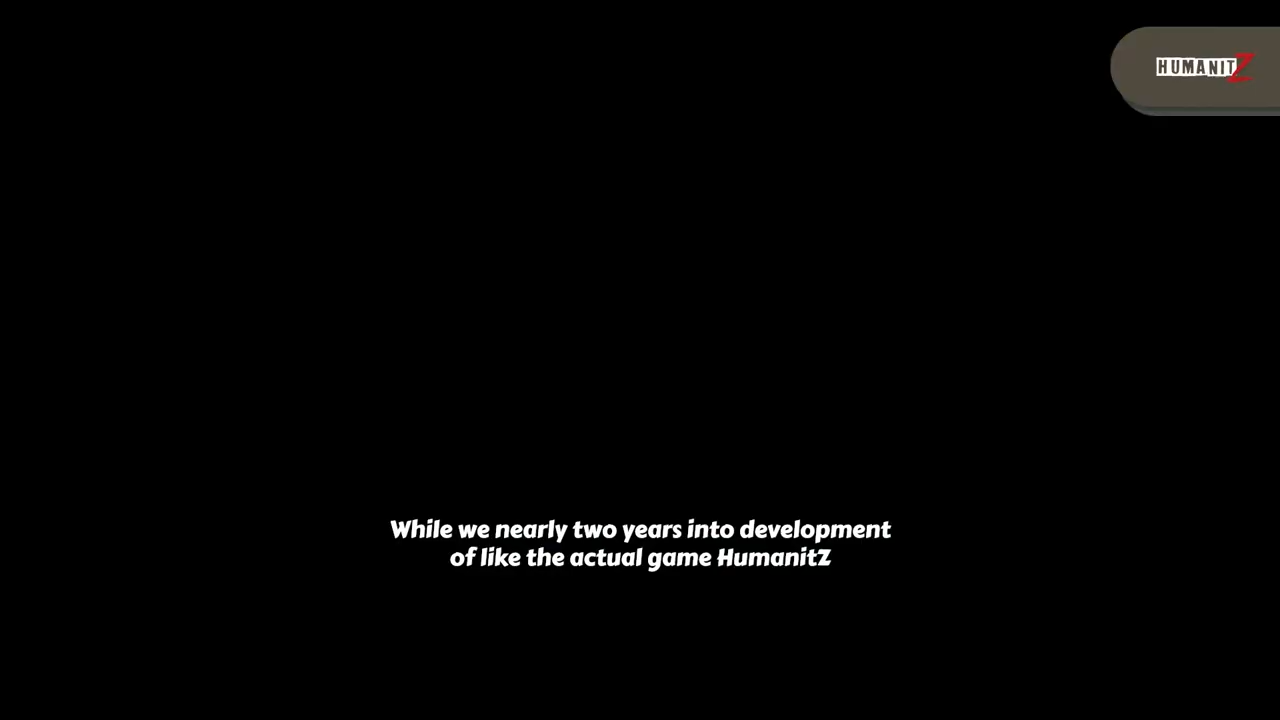 HUMANITZ
While we nearly two years into development
of like the actual game HumanitZ